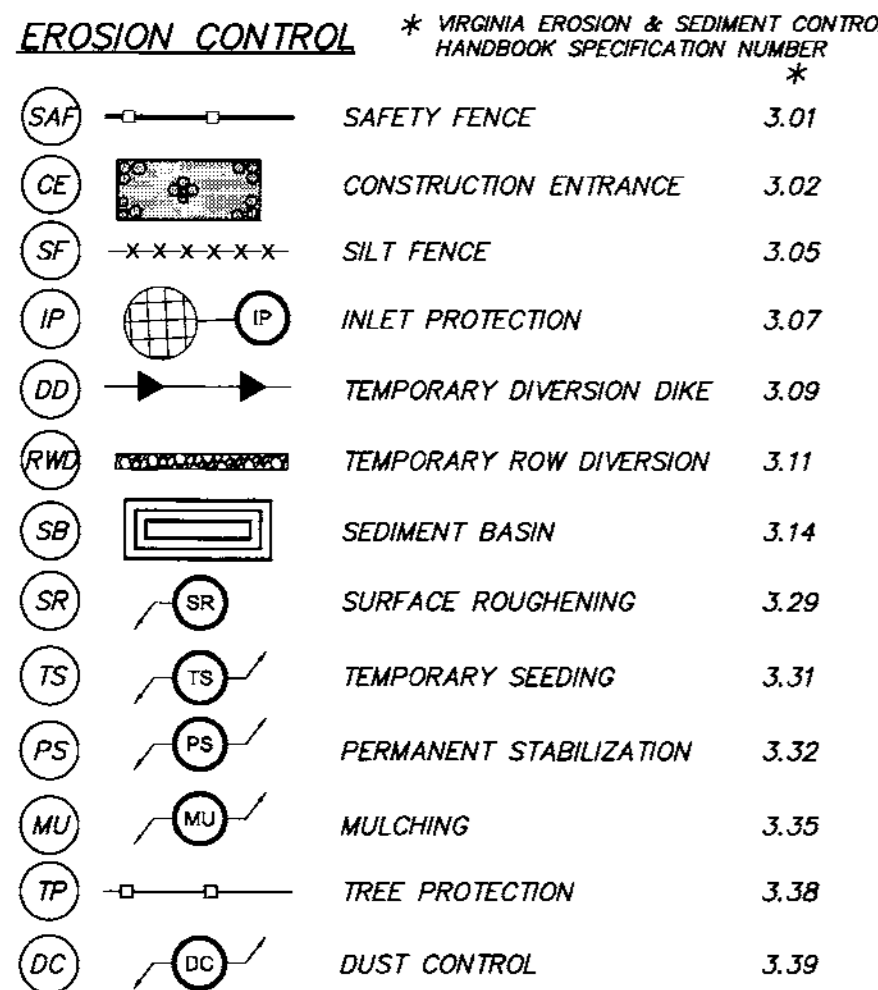 EROSION CONTROL
* VIRGINIA EROSION & SEDIMENT CONTRO
HANDBOOK SPECIFICATION NUMBER
*
SAF SAFETY FENCE 3.01
CE CONSTRUCTION ENTRANCE 3.02
SF SILT FENCE 3.05
IP IP INLET PROTECTION 3.07
DD TEMPORARY DIVERSION DIKE 3.09
RWD TEMPORARY ROW DIVERSION 3.11
SB SEDIMENT BASIN 3.14
SR SR SURFACE ROUGHENING 3.29
TS TS TEMPORARY SEEDING 3.31
PS PS PERMANENT STABILIZATION 3.32
MU MU MULCHING 3.35
TP TREE PROTECTION 3.38
DC DC DUST CONTROL 3.39